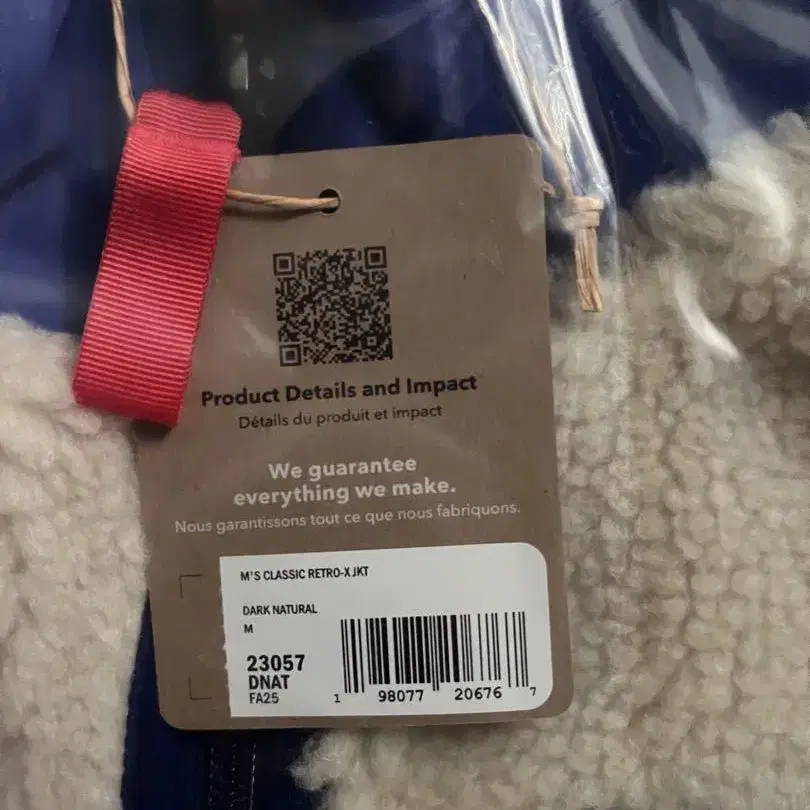 Product Details and Impact
Détails du produit et impact
We guarantee
everything we make.
Nous garantissons tout ce que nous fabriquons.
M'S CLASSIC RETRO-X JKT
DARK NATURAL
M
23057
DNAT
FA25
1 98077 20676 7